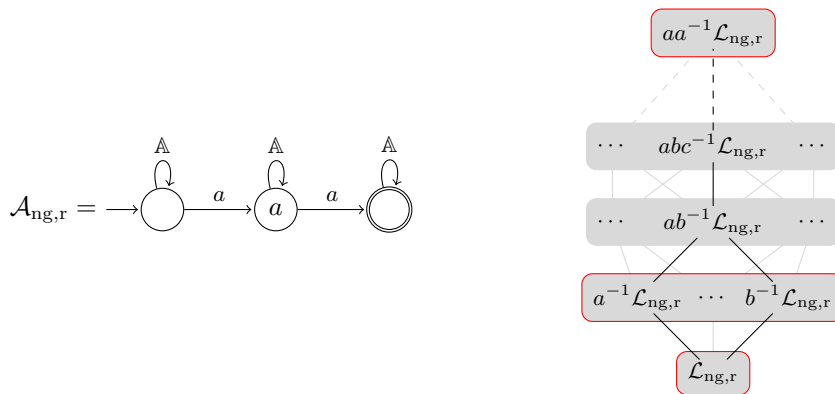 aa⁻¹ℒng,r
𝔸 𝔸 𝔸
⋯ abc⁻¹ℒng,r ⋯
𝒜ng,r = a a a
⋯ ab⁻¹ℒng,r ⋯
a⁻¹ℒng,r ⋯ b⁻¹ℒng,r
ℒng,r